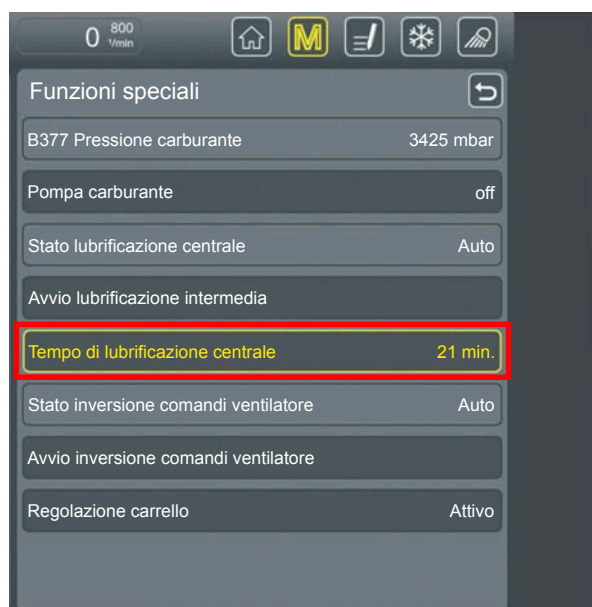 0 800 1/min M
Funzioni speciali
B377 Pressione carburante 3425 mbar
Pompa carburante off
Stato lubrificazione centrale Auto
Avvio lubrificazione intermedia
Tempo di lubrificazione centrale 21 min.
Stato inversione comandi ventilatore Auto
Avvio inversione comandi ventilatore
Regolazione carrello Attivo